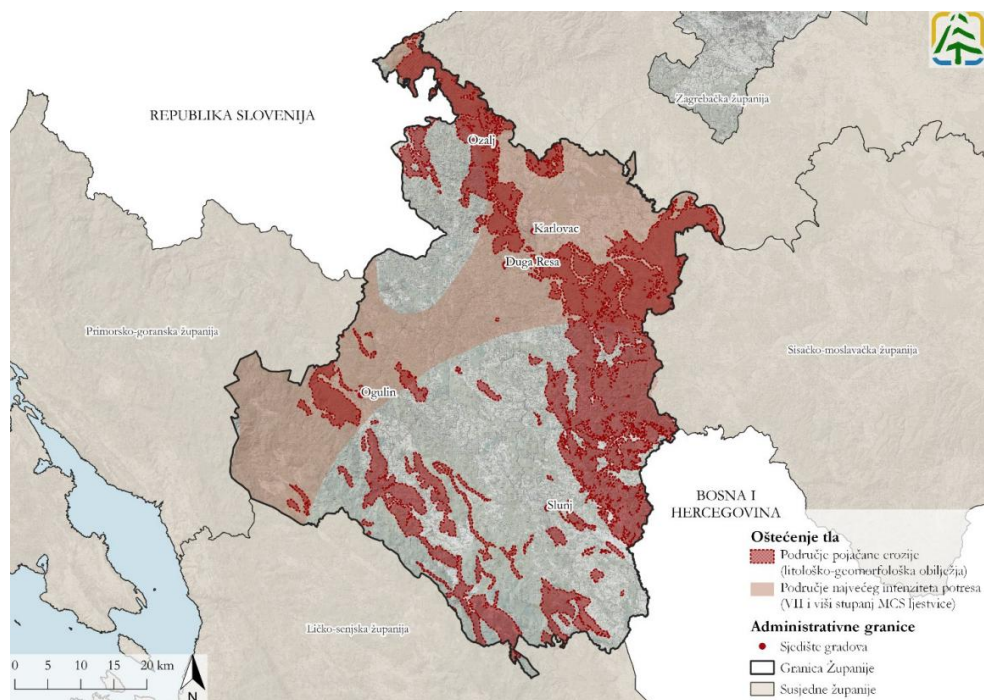 Zagrebačka županija
REPUBLIKA SLOVENIJA
Ozalj
Karlovac
Duga Resa
Primorsko-goranska županija
Sisačko-moslavačka županija
Ogulin
Slunj
BOSNA I
HERCEGOVINA
Ličko-senjska županija
Oštećenje tla
Područje pojačane erozije
(litološko-geomorfološka obilježja)
Područje najvećeg intenziteta potresa
(VII i viši stupanj MCS ljestvice)
Administrativne granice
Sjedište gradova
Granica Županije
Susjedne županije
0 5 10 15 20 km
N